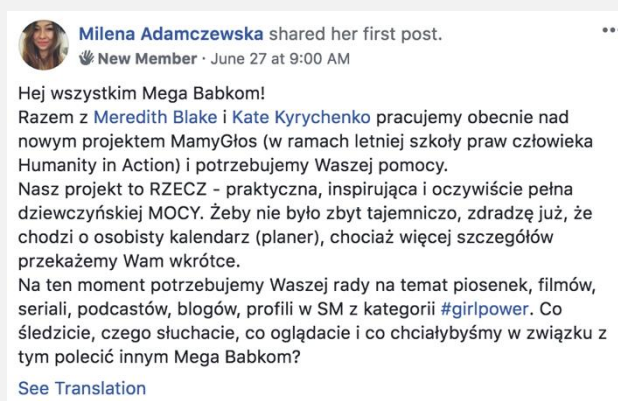 Milena Adamczewska shared her first post.
New Member · June 27 at 9:00 AM
Hej wszystkim Mega Babkom!
Razem z Meredith Blake i Kate Kyrychenko pracujemy obecnie nad
nowym projektem MamyGłos (w ramach letniej szkoły praw człowieka
Humanity in Action) i potrzebujemy Waszej pomocy.
Nasz projekt to RZECZ - praktyczna, inspirująca i oczywiście pełna
dziewczyńskiej MOCY. Żeby nie było zbyt tajemniczo, zdradzę już, że
chodzi o osobisty kalendarz (planer), chociaż więcej szczegółów
przekażemy Wam wkrótce.
Na ten moment potrzebujemy Waszej rady na temat piosenek, filmów,
seriali, podcastów, blogów, profili w SM z kategorii #girlpower. Co
śledzicie, czego słuchacie, co oglądacie i co chciałybyśmy w związku z
tym polecić innym Mega Babkom?
See Translation